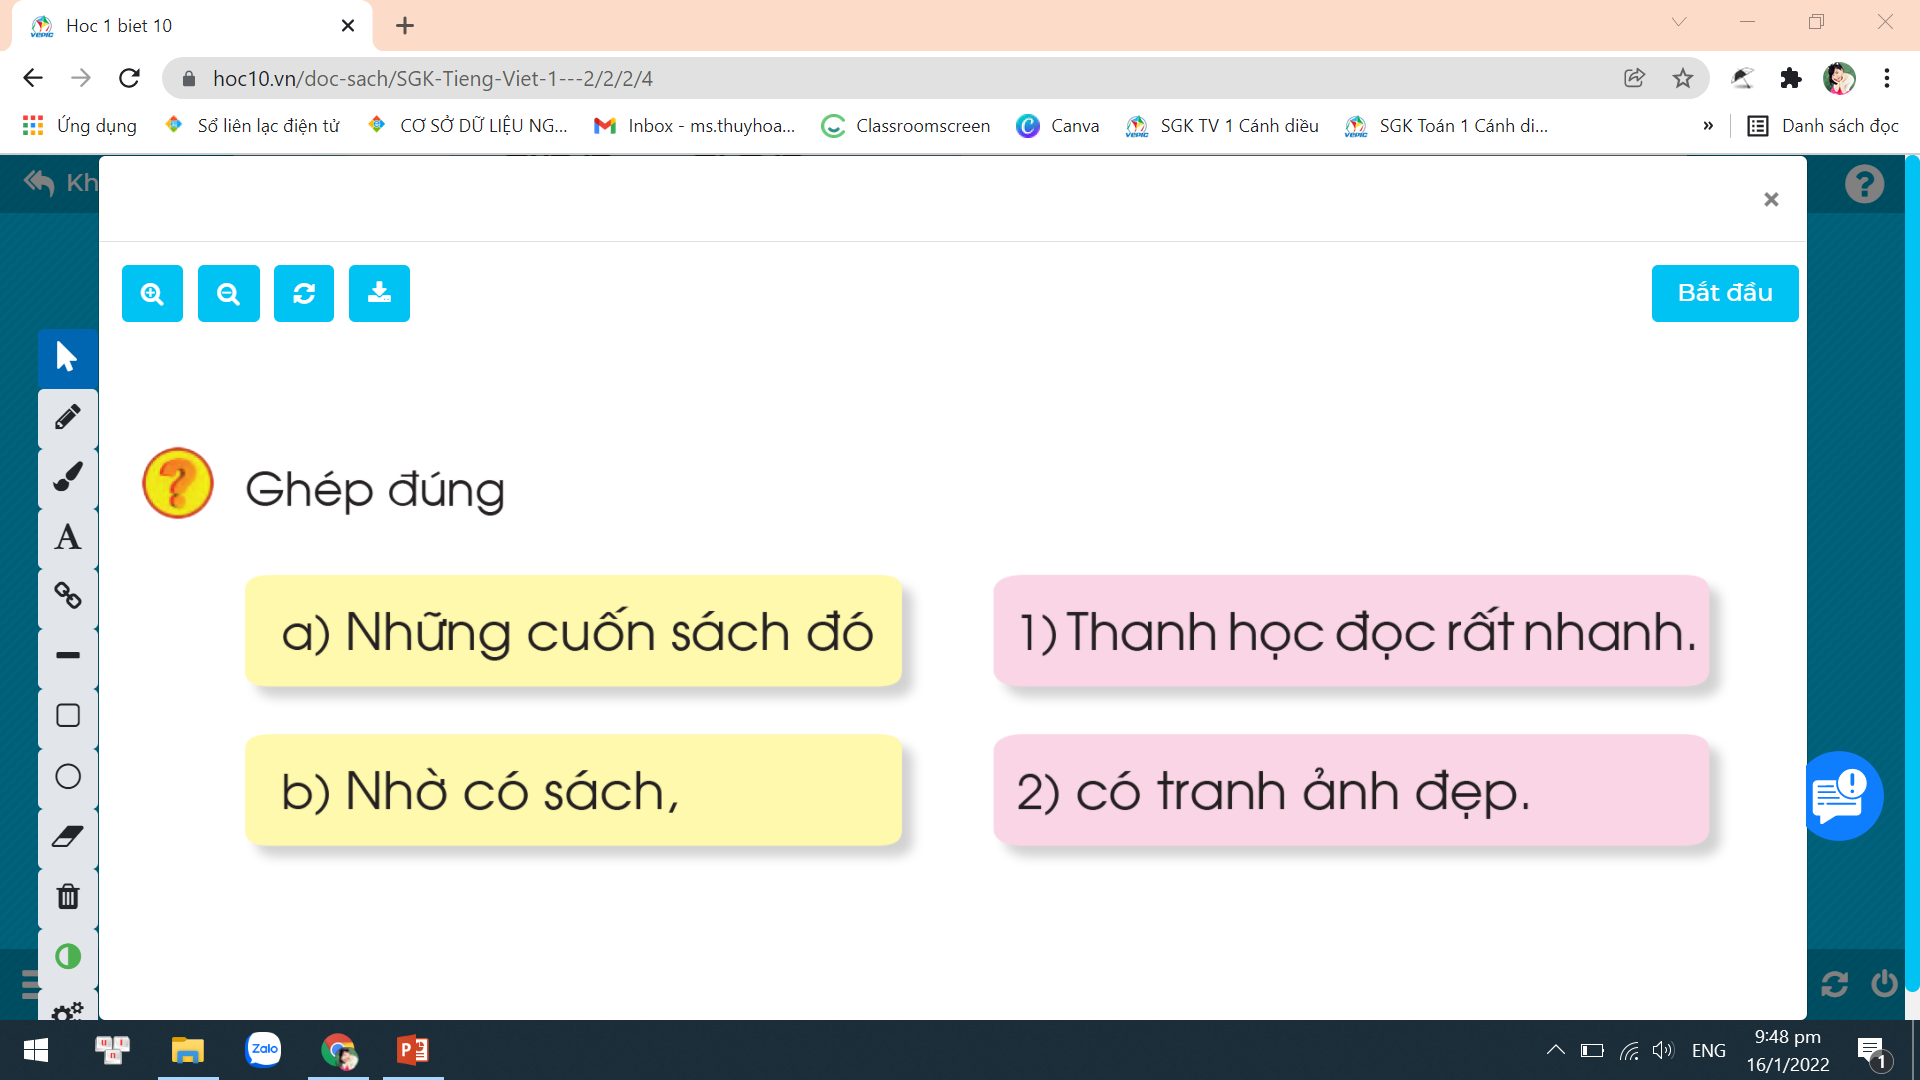 Hoc 1 biet 10
hoc10.vn/doc-sach/SGK-Tieng-Viet-1---2/2/2/4
Ứng dụng Sổ liên lạc điện tử CƠ SỞ DỮ LIỆU NG... Inbox - ms.thuyhoa... Classroomscreen Canva SGK TV 1 Cánh diều SGK Toán 1 Cánh di... » Danh sách đọc
Kh
Bắt đầu
Ghép đúng
a) Những cuốn sách đó
1) Thanh học đọc rất nhanh.
b) Nhờ có sách,
2) có tranh ảnh đẹp.
ENG
9:48 pm
16/1/2022
1